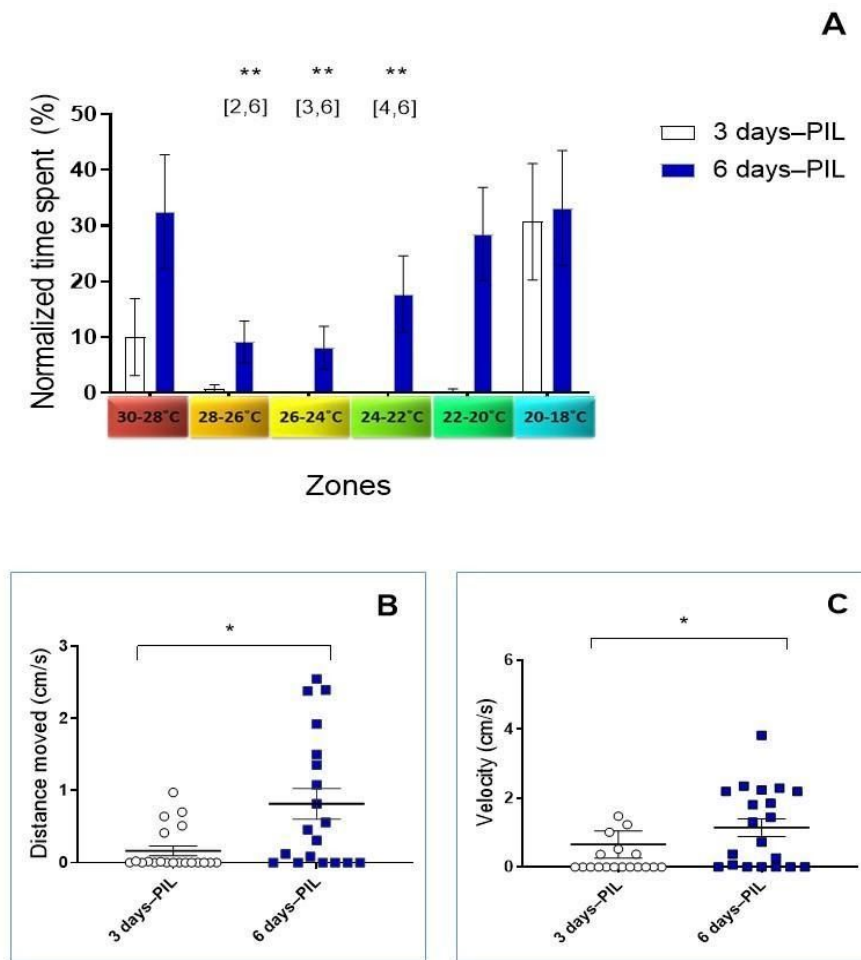 A
** ** **
[2,6] [3,6] [4,6]
3 days–PIL
6 days–PIL
Normalized time spent (%)
50
40
30
20
10
0
30-28˚C 28-26˚C 26-24˚C 24-22˚C 22-20˚C 20-18˚C
Zones
B
*
Distance moved (cm/s)
3
2
1
0
3 days–PIL 6 days–PIL
C
*
Velocity (cm/s)
6
4
2
0
3 days–PIL 6 days–PIL